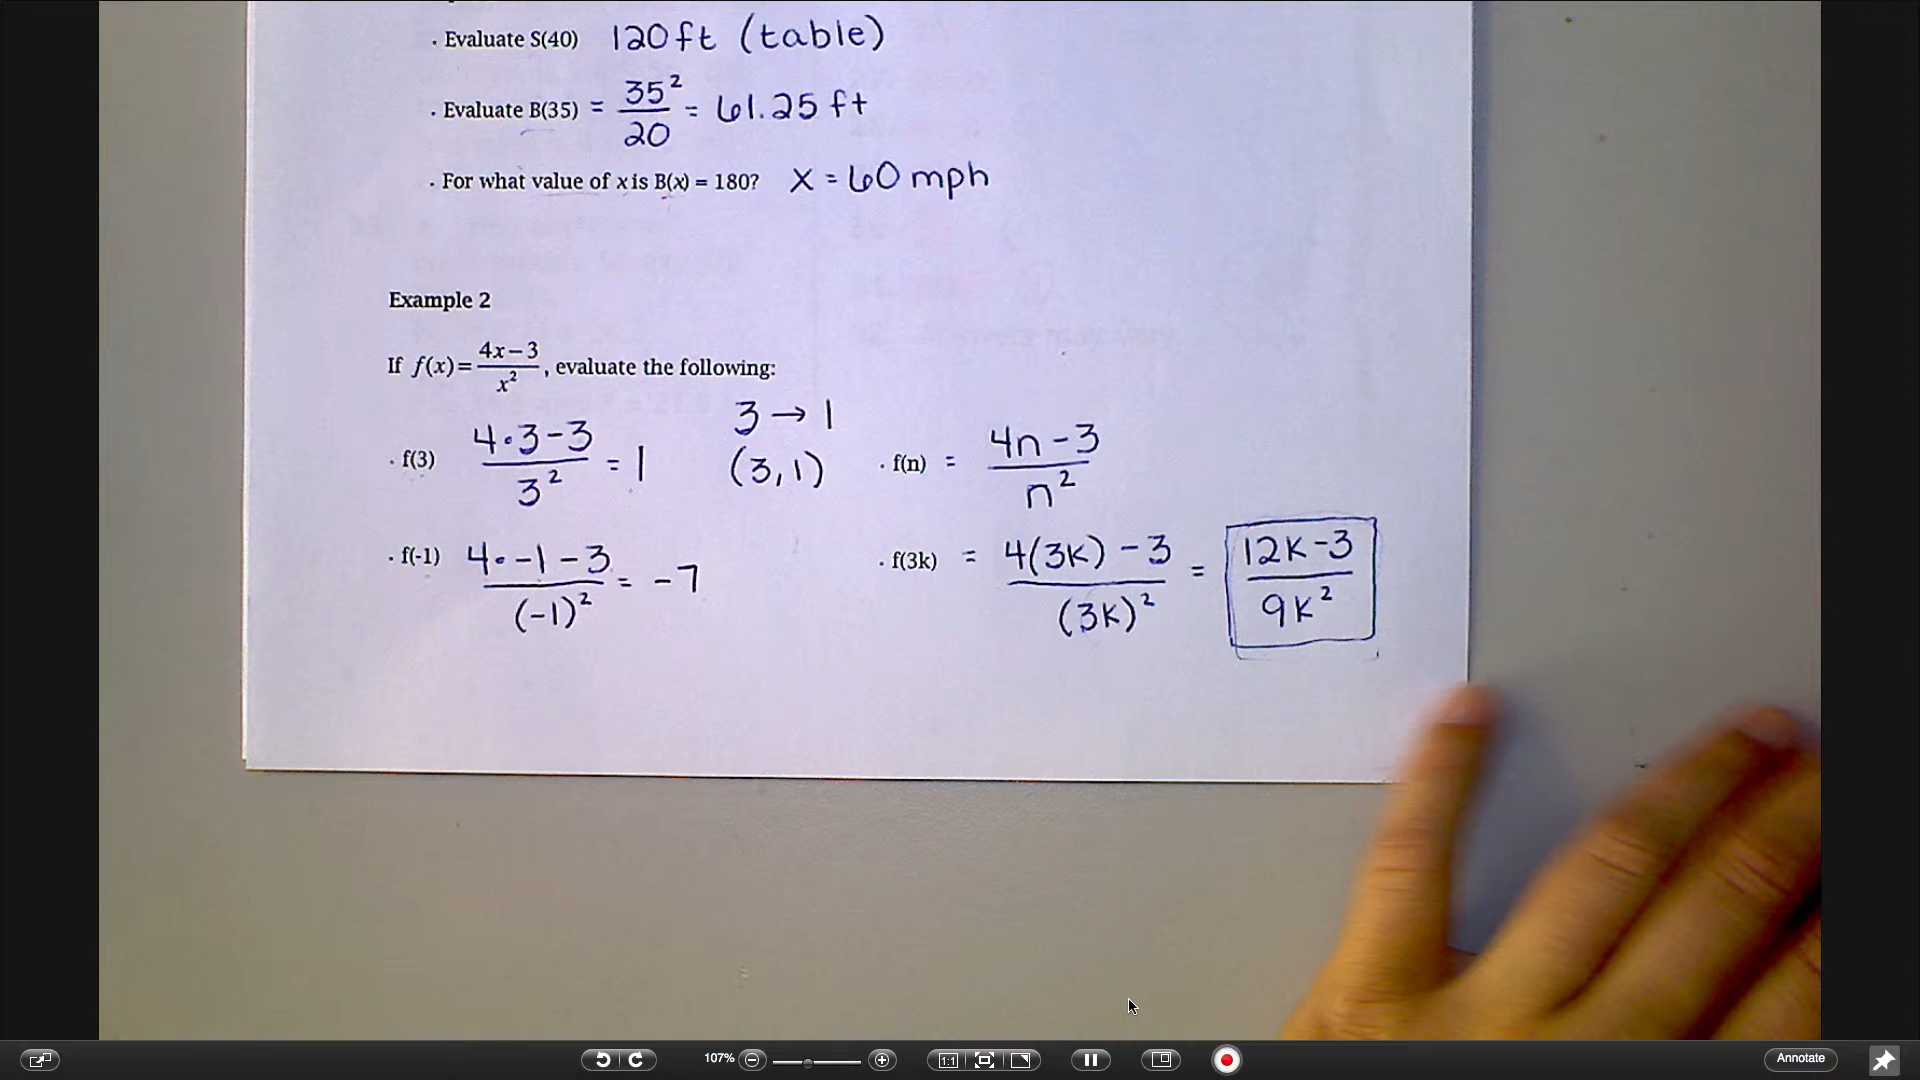 · Evaluate S(40) 120 ft (table)
· Evaluate B(35) = 35² / 20 = 61.25 ft
· For what value of x is B(x) = 180? x = 60 mph
Example 2
If f(x) = 4x-3 / x² , evaluate the following:
3 → 1
· f(3) 4·3-3 / 3² = 1 (3,1)
· f(n) = 4n-3 / n²
· f(-1) 4·-1-3 / (-1)² = -7
· f(3k) = 4(3k) - 3 / (3k)² = 12k-3 / 9k²
107%
1:1
Annotate